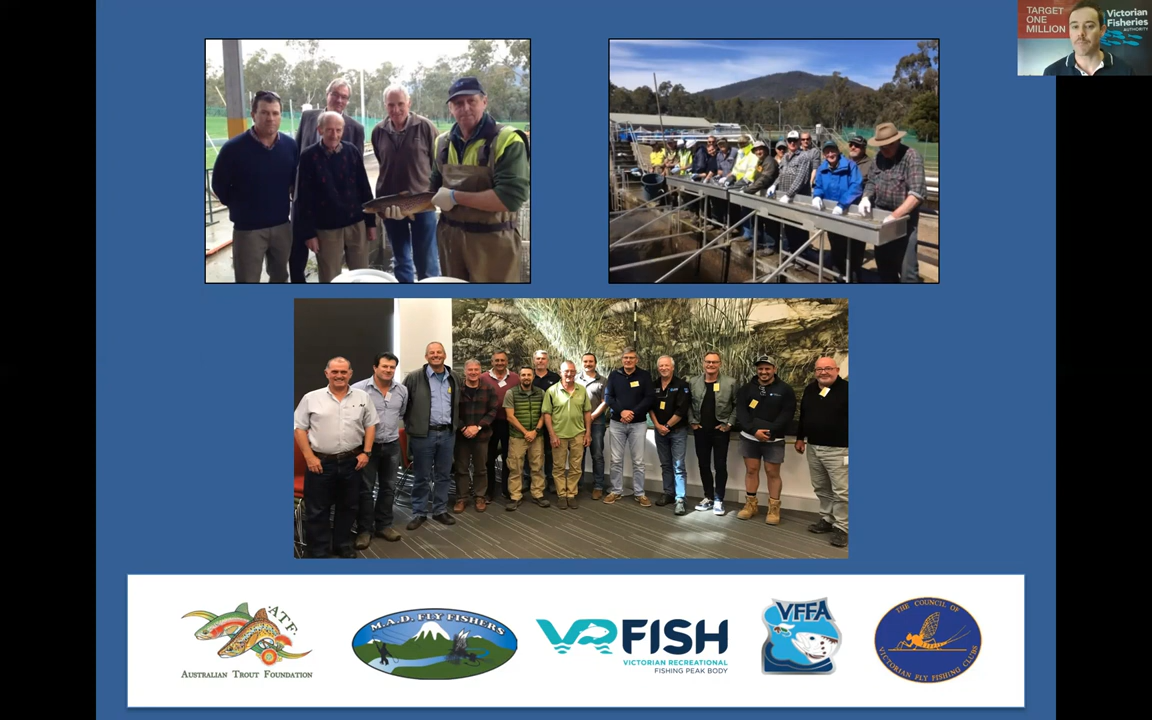 TARGET
ONE
MILLION
Victorian
Fisheries
AUTHORITY
A.T.F.
AUSTRALIAN TROUT FOUNDATION
M.A.D. FLY FISHERS
VRFISH
VICTORIAN RECREATIONAL
FISHING PEAK BODY
VFFA
THE COUNCIL OF
VICTORIAN FLY FISHING CLUBS